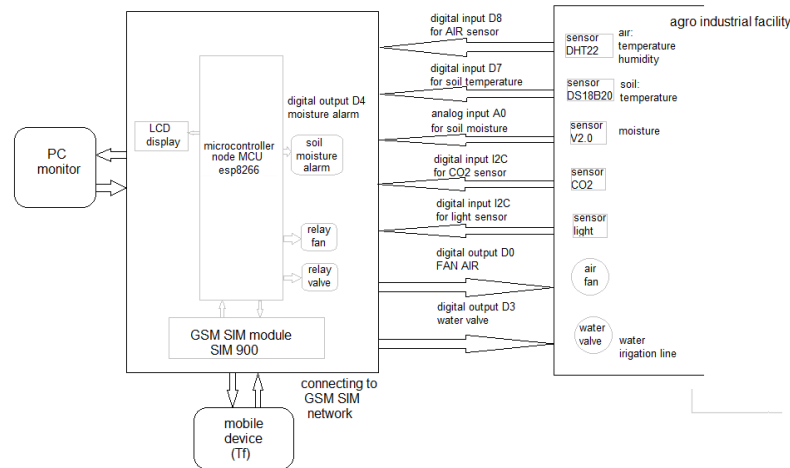 PC
monitor
LCD
display
microcontroller
node MCU
esp8266
digital output D4
moisture alarm
soil
moisture
alarm
relay
fan
relay
valve
GSM SIM module
SIM 900
connecting to
GSM SIM
network
mobile
device
(Tf)
digital input D8
for AIR sensor
digital input D7
for soil temperature
analog input A0
for soil moisture
digital input I2C
for CO2 sensor
digital input I2C
for light sensor
digital output D0
FAN AIR
digital output D3
water valve
agro industrial facility
sensor
DHT22
air:
temperature
humidity
sensor
DS18B20
soil:
temperature
sensor
V2.0
moisture
sensor
CO2
sensor
light
air
fan
water
valve
water
irigation line